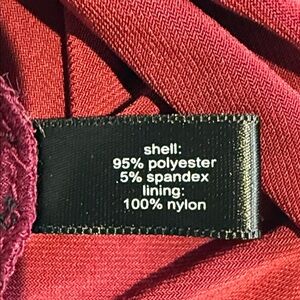 shell:
95% polyester
5% spandex
lining:
100% nylon